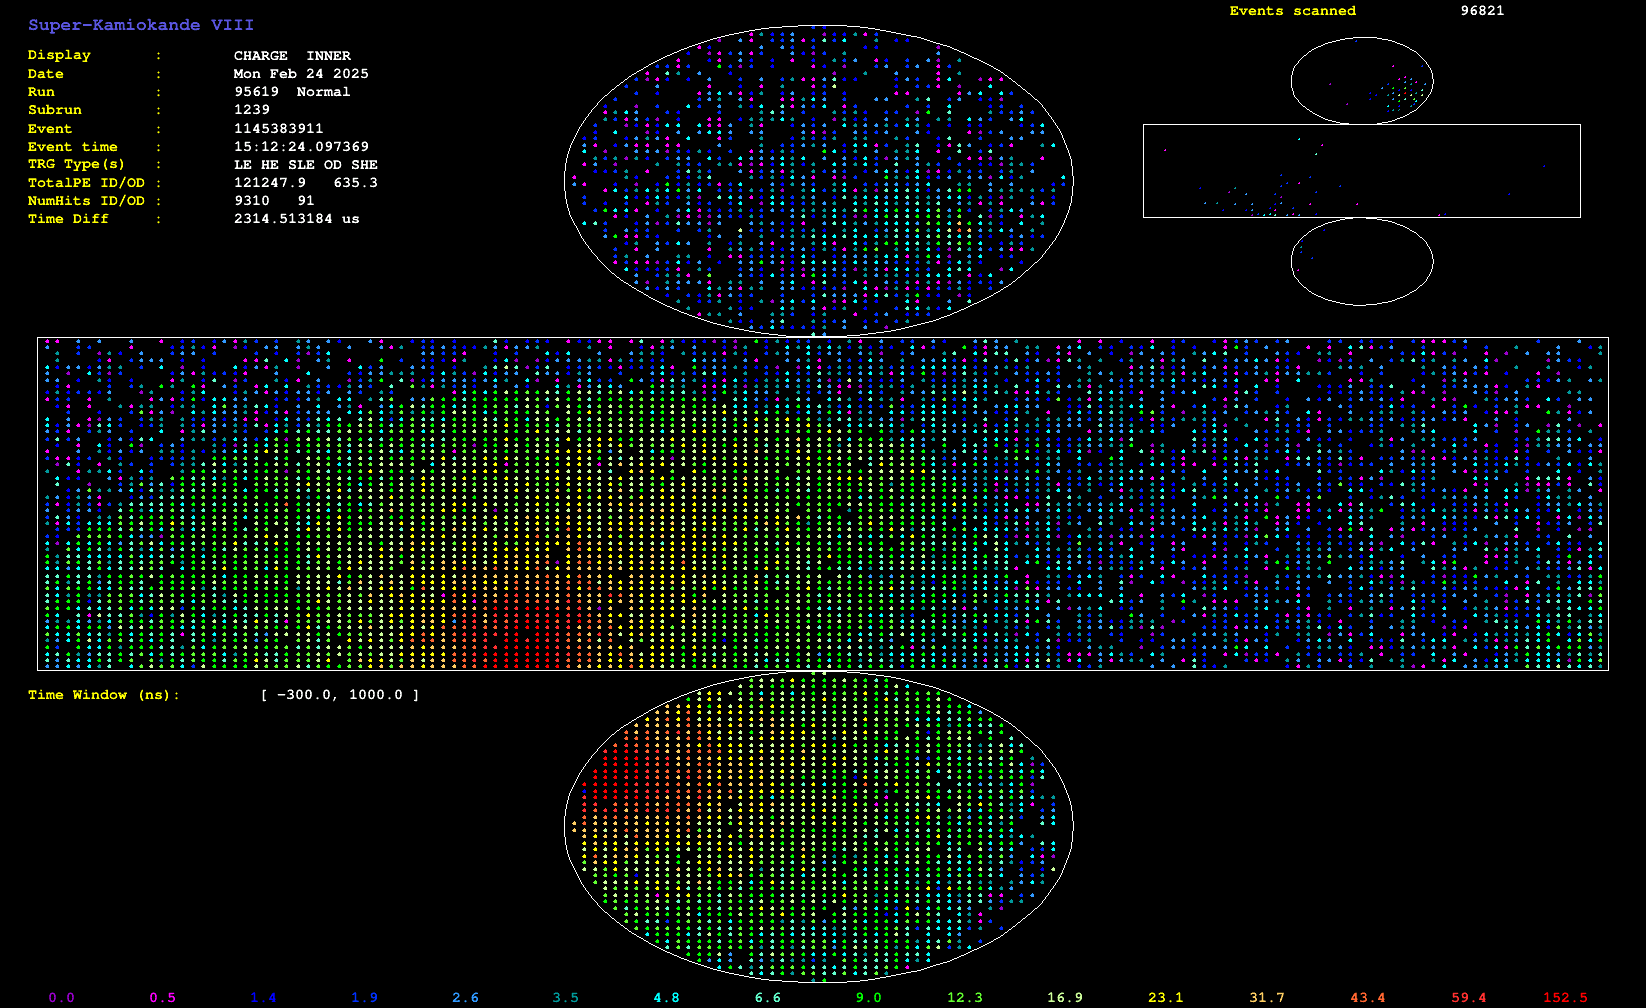 Super-Kamiokande VIII
Events scanned 96821
Display : CHARGE INNER
Date : Mon Feb 24 2025
Run : 95619 Normal
Subrun : 1239
Event : 1145383911
Event time : 15:12:24.097369
TRG Type(s) : LE HE SLE OD SHE
TotalPE ID/OD : 121247.9 635.3
NumHits ID/OD : 9310 91
Time Diff : 2314.513184 us
Time Window (ns): [ -300.0, 1000.0 ]
0.0 0.5 1.4 1.9 2.6 3.5 4.8 6.6 9.0 12.3 16.9 23.1 31.7 43.4 59.4 152.5